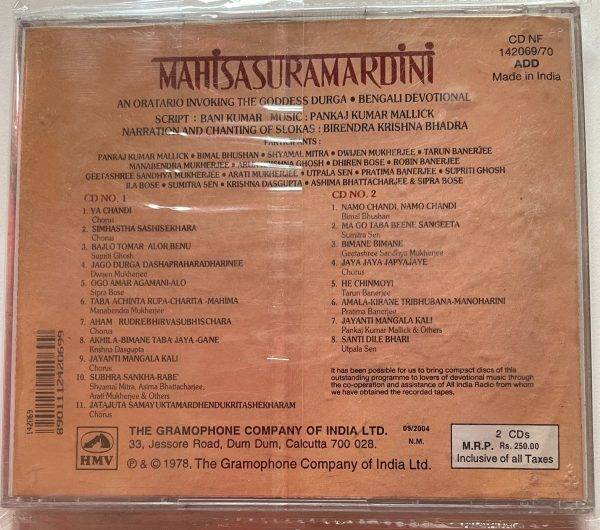 CD NF
142069/70
ADD
Made in India
MAHISASURAMARDINI
AN ORATARIO INVOKING THE GODDESS DURGA • BENGALI DEVOTIONAL
SCRIPT : BANI KUMAR MUSIC : PANKAJ KUMAR MALLICK
NARRATION AND CHANTING OF SLOKAS : BIRENDRA KRISHNA BHADRA
PARTICIPANTS :
PANKAJ KUMAR MALLICK • BIMAL BHUSHAN • SHYAMAL MITRA • DWIJEN MUKHERJEE • TARUN BANERJEE
MANABENDRA MUKHERJEE • ARUN KRISHNA GHOSH • DHIREN BOSE • ROBIN BANERJEE
GEETASHREE SANDHYA MUKHERJEE • ARATI MUKHERJEE • UTPALA SEN • PRATIMA BANERJEE • SUPRITI GHOSH
ILA BOSE • SUMITRA SEN • KRISHNA DASGUPTA • ASHIMA BHATTACHARJEE & SIPRA BOSE
CD NO. 1
1. YA CHANDI
Chorus
2. SIMHASTHA SASHISEKHARA
Chorus
3. BAJLO TOMAR ALOR BENU
Supriti Ghosh
4. JAGO DURGA DASHAPRAHARADHARINEE
Dwijen Mukherjee
5. OGO AMAR AGAMANI-ALO
Sipra Bose
6. TABA ACHINTA RUPA-CHARITA -MAHIMA
Manabendra Mukherjee
7. AHAM RUDREBHIRVASUBHISCHARA
Chorus
8. AKHILA-BIMANE TABA JAYA -GANE
Krishna Dasgupta
9. JAYANTI MANGALA KALI
Chorus
10. SUBHRA SANKHA-RABE'
Shyamal Mitra, Asima Bhattacharjee,
Arati Mukherjee & Others
11. JATAJUTA SAMAYUKTAMARDHENDUKRITASHEKHARAM
Chorus
CD NO. 2
1. NAMO CHANDI, NAMO CHANDI
Bimal Bhushan
2. MA GO TABA BEENE SANGEETA
Sumitra Sen
3. BIMANE BIMANE
Geetashree Sandhya Mukherjee
4. JAYA JAYA JAPYAJAYE
Chorus
5. HE CHINMOYI
Tarun Banerjee
6. AMALA-KIRANE TRIBHUBANA-MANOHARINI
Pratima Banerjee
7. JAYANTI MANGALA KALI
Pankaj Kumar Mallick & Others
8. SANTI DILE BHARI
Utpala Sen
It has been possible for us to bring compact discs of this
outstanding programme to lovers of devotional music through
the co-operation and assistance of All India Radio from whom
we have obtained the recorded tapes.
142069
8901112420699
HMV
THE GRAMOPHONE COMPANY OF INDIA LTD.
33, Jessore Road, Dum Dum, Calcutta 700 028.
℗ & © 1978, The Gramophone Company of India Ltd.
09/2004
N.M.
2 CDs
M.R.P. Rs. 250.00
Inclusive of all Taxes